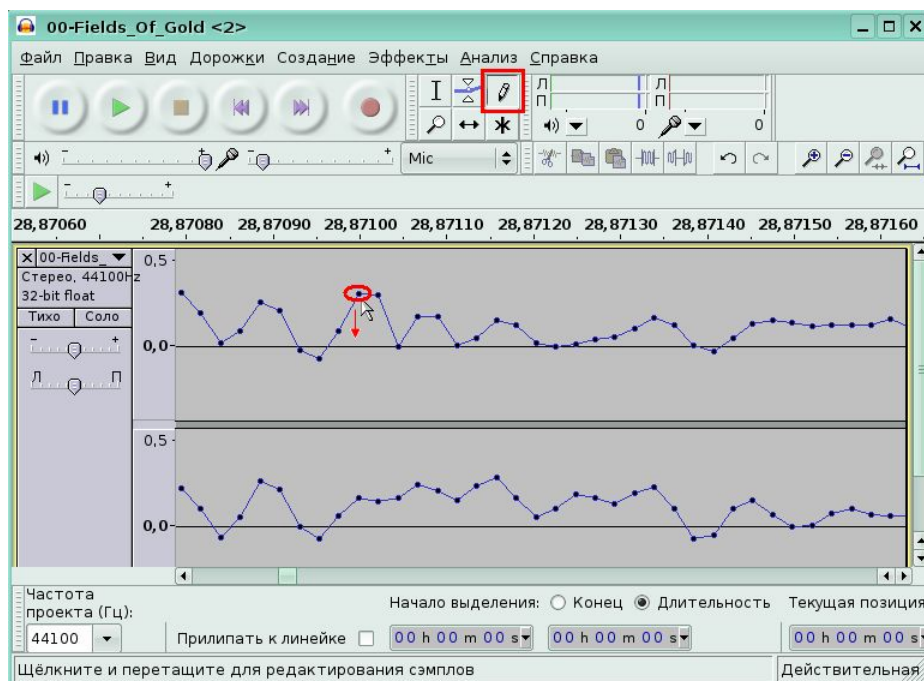 00-Fields_Of_Gold <2>
Файл Правка Вид Дорожки Создание Эффекты Анализ Справка
Л Л
П П
0 0
- + - + Mic
- +
28,87060 28,87080 28,87090 28,87100 28,87110 28,87120 28,87130 28,87140 28,87150 28,87160
X 00-Fields_ 0,5
Стерео, 44100Hz
32-bit float
Тихо Соло
- + 0,0
Л П
0,5
0,0
Частота
проекта (Гц):
Начало выделения: Конец Длительность Текущая позиция
44100 Прилипать к линейке 00 h 00 m 00 s 00 h 00 m 00 s 00 h 00 m 00 s
Щёлкните и перетащите для редактирования сэмплов Действительная